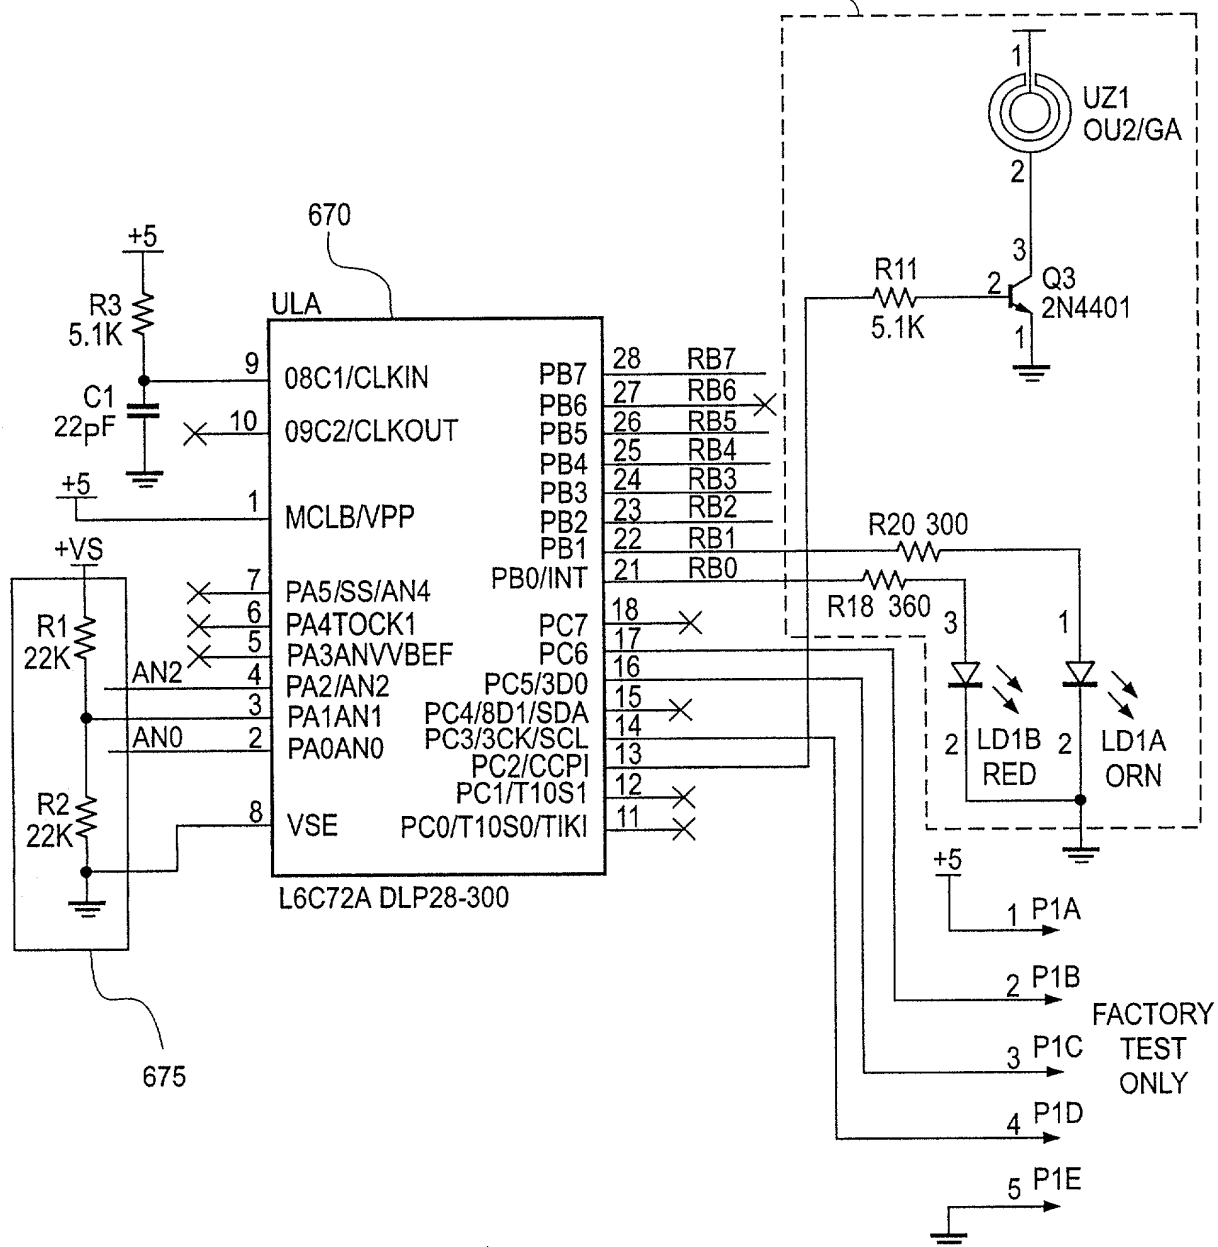 1
UZ1
OU2/GA
2
670
+5
R3
5.1K
ULA
3
R11
2
Q3
2N4401
5.1K
1
9
08C1/CLKIN
PB7
28
RB7
C1
22pF
10
09C2/CLKOUT
PB6
27
RB6
PB5
26
RB5
PB4
25
RB4
+5
1
MCLB/VPP
PB3
24
RB3
PB2
23
RB2
PB1
22
RB1
R20 300
+VS
PB0/INT
21
RB0
R18 360
7
PA5/SS/AN4
R1
22K
6
PA4TOCK1
PC7
18
3
1
5
PA3ANVVBEF
PC6
17
AN2
4
PA2/AN2
PC5/3D0
16
3
PA1AN1
PC4/8D1/SDA
15
AN0
2
PA0AN0
PC3/3CK/SCL
14
2
LD1B
RED
2
LD1A
ORN
PC2/CCPI
13
PC1/T10S1
12
R2
22K
8
VSE
PC0/T10S0/TIKI
11
L6C72A DLP28-300
+5
1
P1A
2
P1B
FACTORY
TEST
ONLY
3
P1C
675
4
P1D
5
P1E